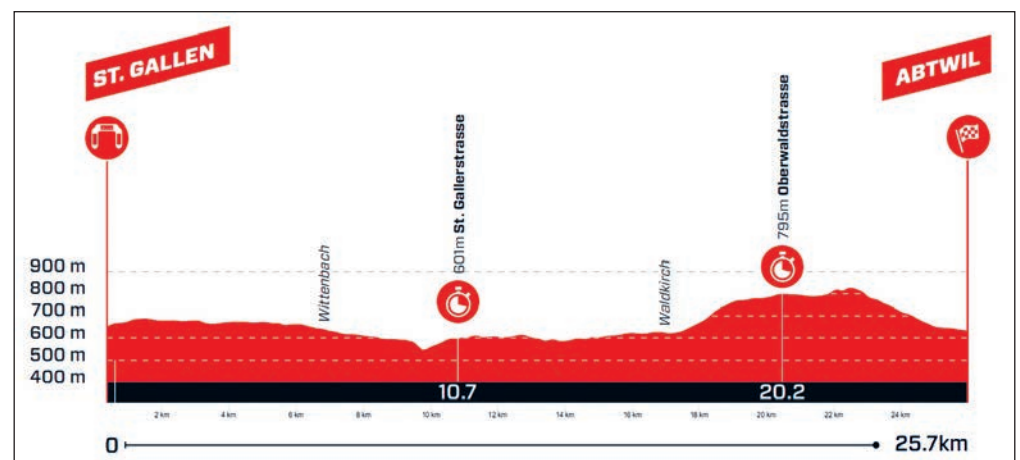 ST. GALLEN
ABTWIL
Wittenbach
601m St. Gallerstrasse
Waldkirch
795m Oberwaldstrasse
900 m
800 m
700 m
600 m
500 m
400 m
10.7
20.2
2 km
4 km
6 km
8 km
10 km
12 km
14 km
16 km
18 km
20 km
22 km
24 km
0
25.7km